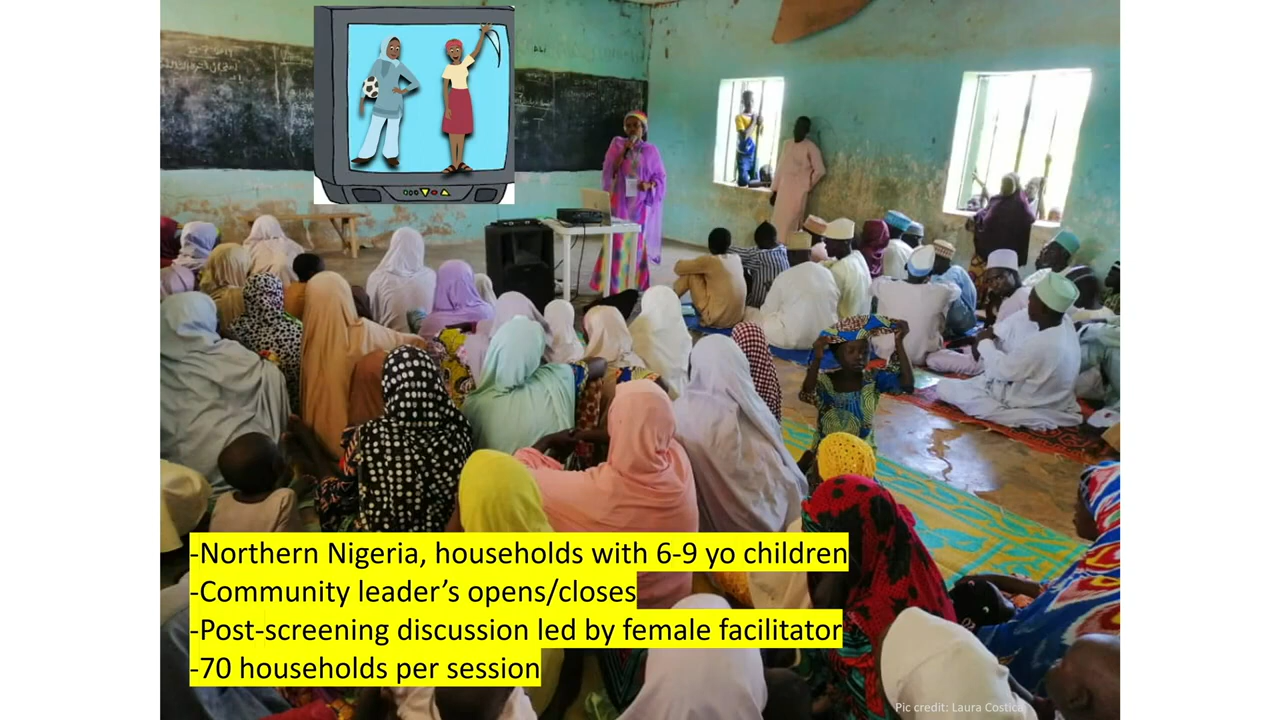 -Northern Nigeria, households with 6-9 yo children
-Community leader’s opens/closes
-Post-screening discussion led by female facilitator
-70 households per session
Pic credit: Laura Costica